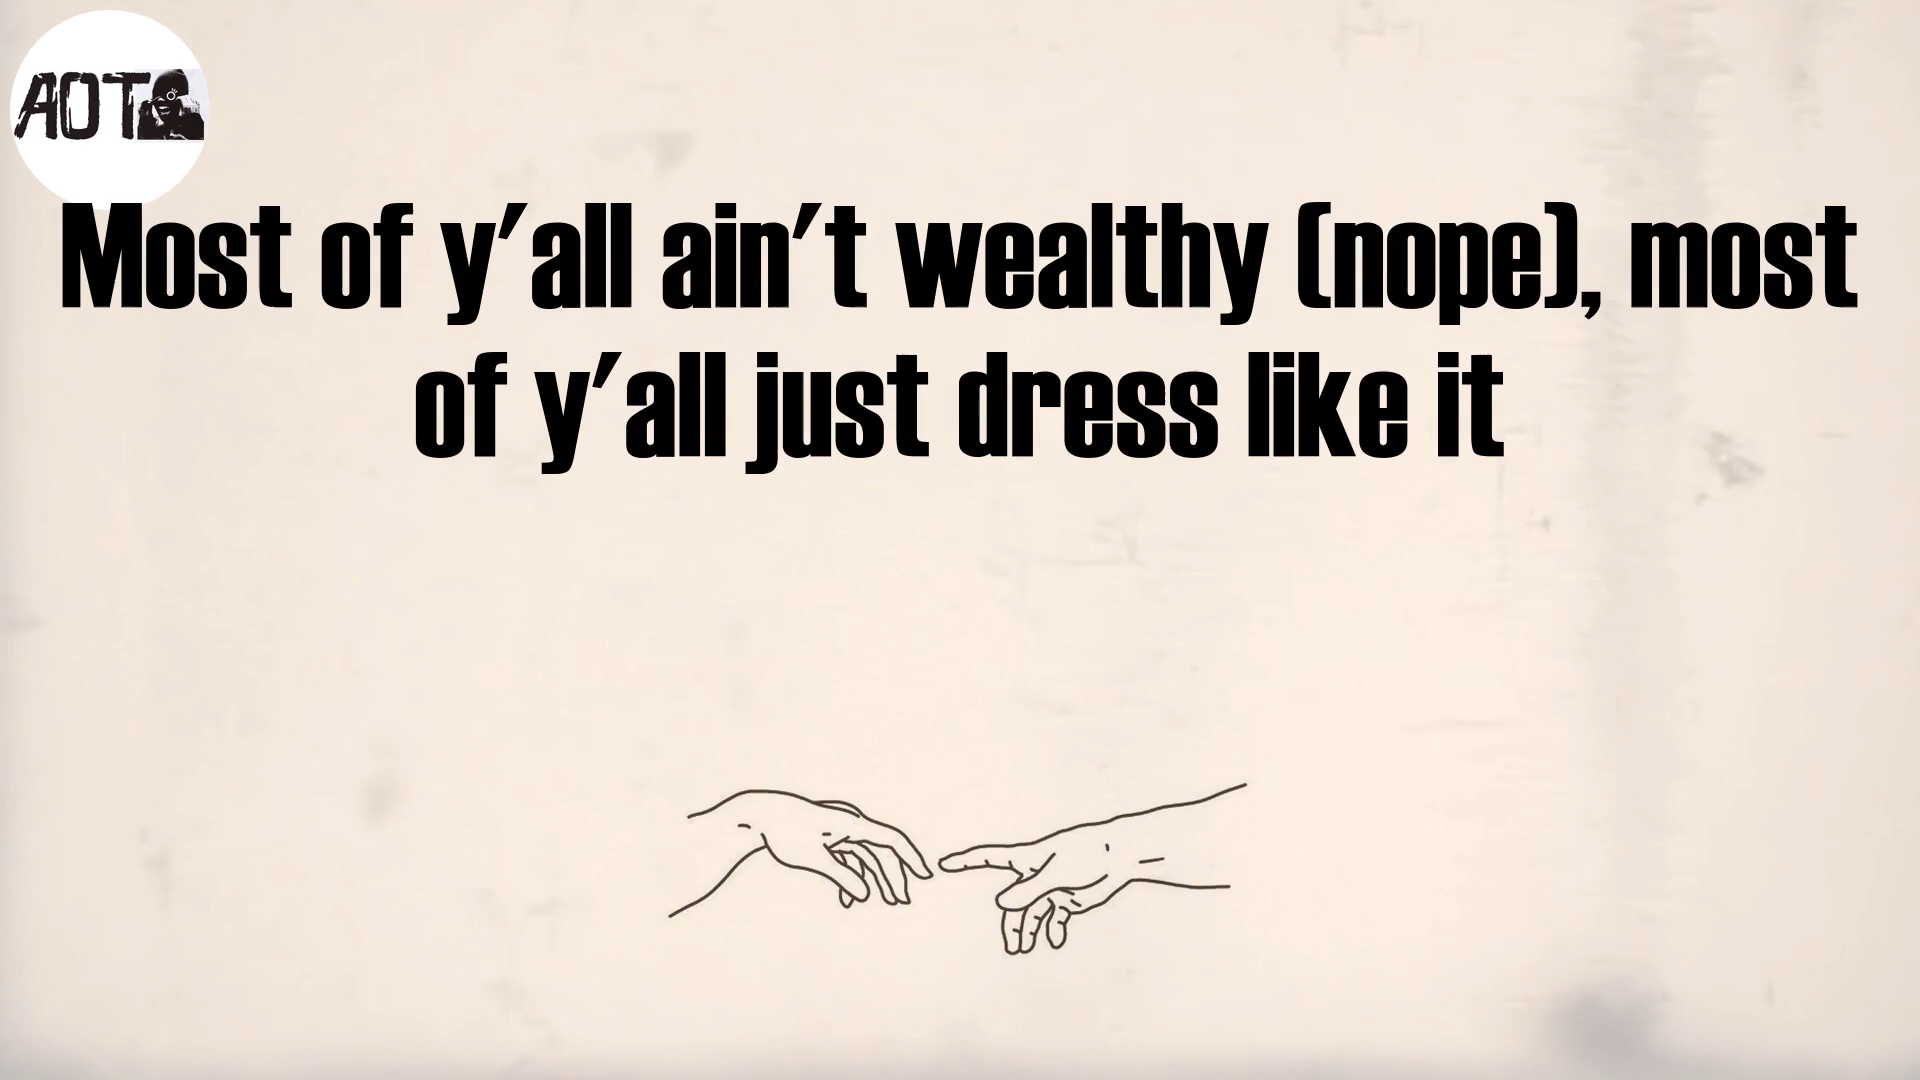 AOT
Most of y'all ain't wealthy (nope), most
of y'all just dress like it